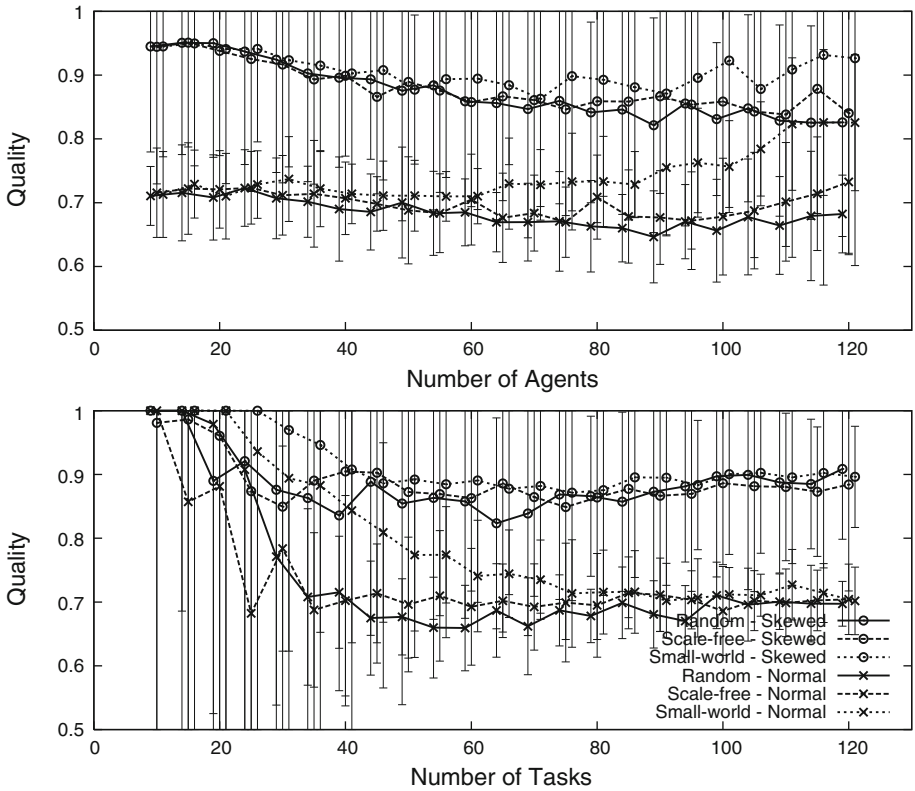 1
0.9
0.8
0.7
0.6
0.5
Quality
0 20 40 60 80 100 120
Number of Agents
1
0.9
0.8
0.7
0.6
0.5
Quality
Random - Skewed
Scale-free - Skewed
Small-world - Skewed
Random - Normal
Scale-free - Normal
Small-world - Normal
0 20 40 60 80 100 120
Number of Tasks